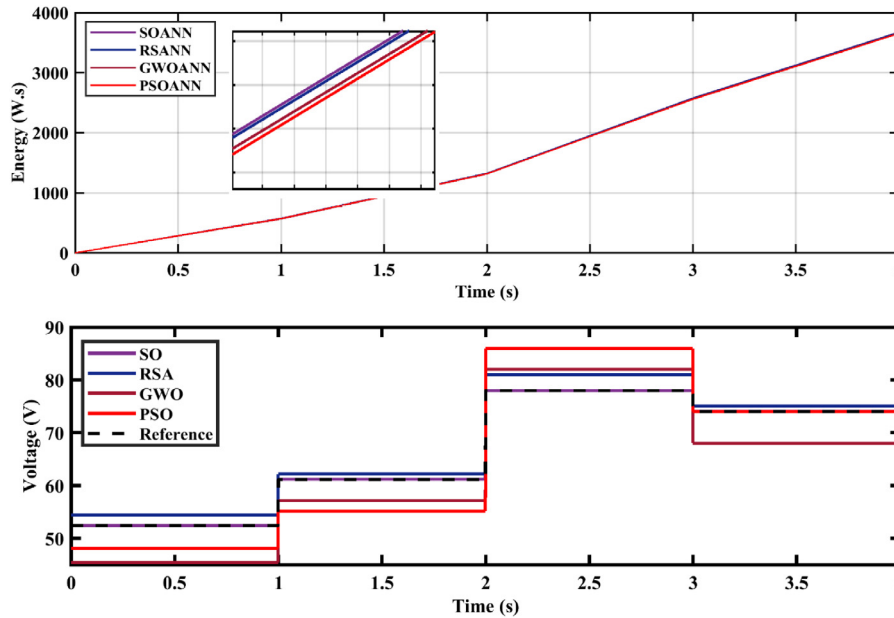 4000
3000
2000
1000
0
Energy (W.s)
SOANN
RSANN
GWOANN
PSOANN
0 0.5 1 1.5 2 2.5 3 3.5
Time (s)
90
80
70
60
50
Voltage (V)
SO
RSA
GWO
PSO
Reference
0 0.5 1 1.5 2 2.5 3 3.5
Time (s)